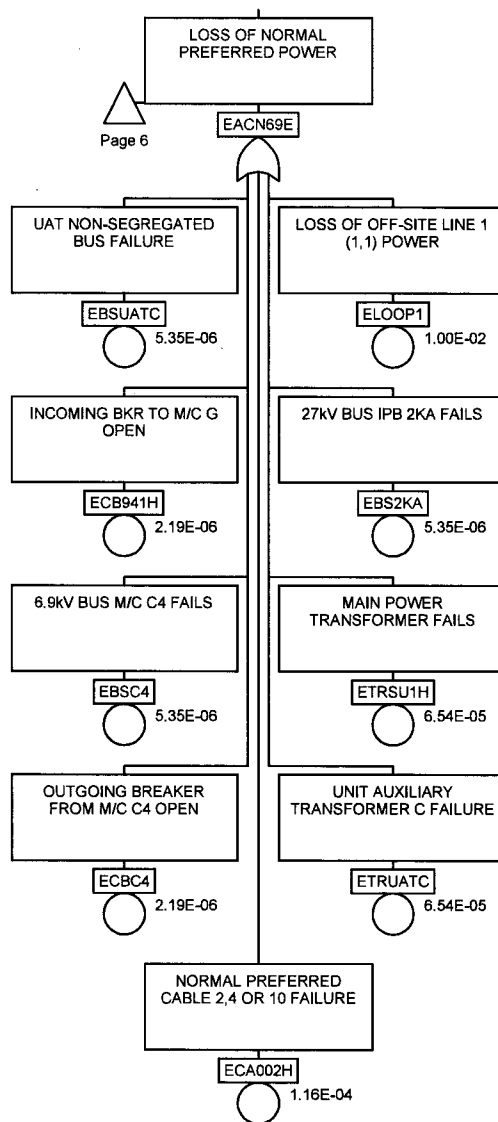 LOSS OF NORMAL
PREFERRED POWER
Page 6
EACN69E
UAT NON-SEGREGATED
BUS FAILURE
EBSUATC
5.35E-06
LOSS OF OFF-SITE LINE 1
(1,1) POWER
ELOOP1
1.00E-02
INCOMING BKR TO M/C G
OPEN
ECB941H
2.19E-06
27kV BUS IPB 2KA FAILS
EBS2KA
5.35E-06
6.9kV BUS M/C C4 FAILS
EBSC4
5.35E-06
MAIN POWER
TRANSFORMER FAILS
ETRSU1H
6.54E-05
OUTGOING BREAKER
FROM M/C C4 OPEN
ECBC4
2.19E-06
UNIT AUXILIARY
TRANSFORMER C FAILURE
ETRUATC
6.54E-05
NORMAL PREFERRED
CABLE 2,4 OR 10 FAILURE
ECA002H
1.16E-04